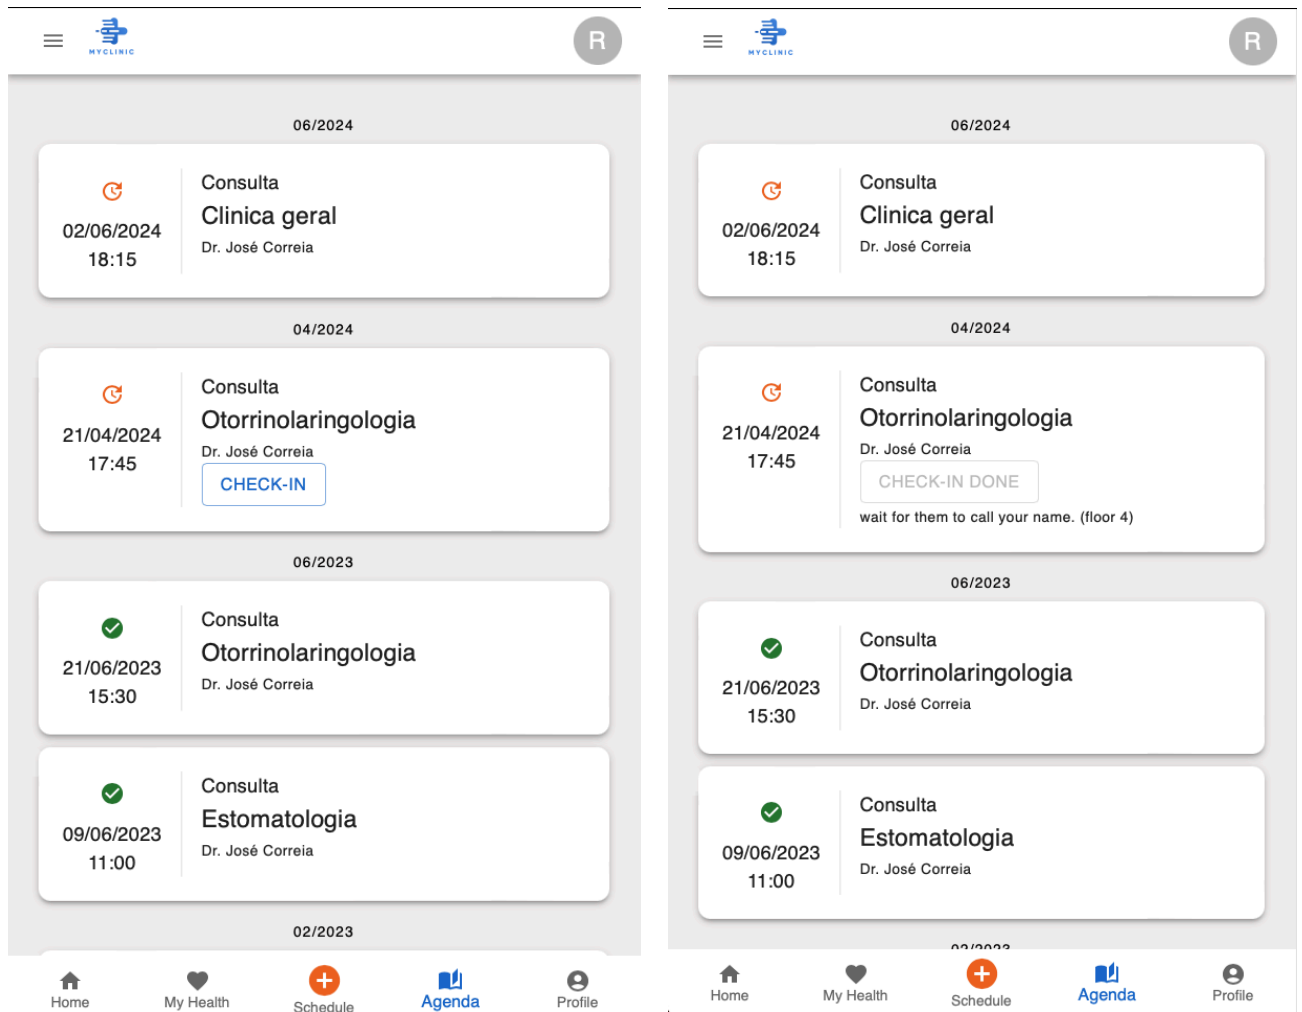 MYCLINIC
R
06/2024
02/06/2024
18:15
Consulta
Clinica geral
Dr. José Correia
04/2024
21/04/2024
17:45
Consulta
Otorrinolaringologia
Dr. José Correia
CHECK-IN
06/2023
21/06/2023
15:30
Consulta
Otorrinolaringologia
Dr. José Correia
09/06/2023
11:00
Consulta
Estomatologia
Dr. José Correia
02/2023
Home
My Health
Schedule
Agenda
Profile
MYCLINIC
R
06/2024
02/06/2024
18:15
Consulta
Clinica geral
Dr. José Correia
04/2024
21/04/2024
17:45
Consulta
Otorrinolaringologia
Dr. José Correia
CHECK-IN DONE
wait for them to call your name. (floor 4)
06/2023
21/06/2023
15:30
Consulta
Otorrinolaringologia
Dr. José Correia
09/06/2023
11:00
Consulta
Estomatologia
Dr. José Correia
02/2023
Home
My Health
Schedule
Agenda
Profile